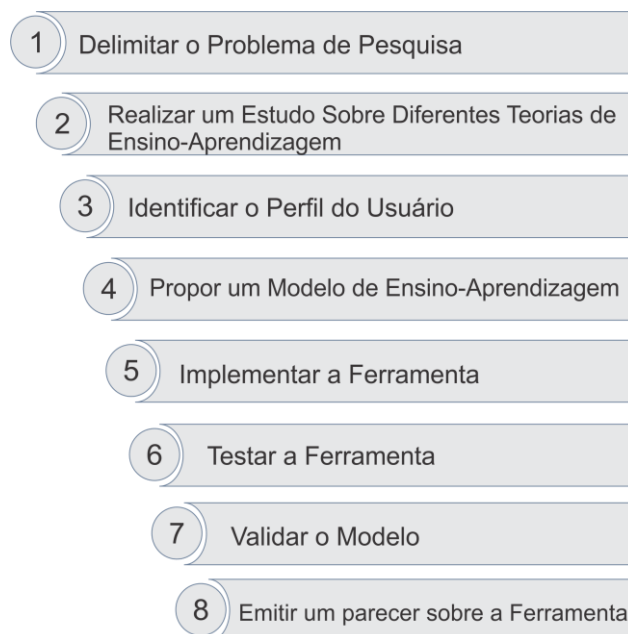 1 Delimitar o Problema de Pesquisa
2 Realizar um Estudo Sobre Diferentes Teorias de
Ensino-Aprendizagem
3 Identificar o Perfil do Usuário
4 Propor um Modelo de Ensino-Aprendizagem
5 Implementar a Ferramenta
6 Testar a Ferramenta
7 Validar o Modelo
8 Emitir um parecer sobre a Ferramenta